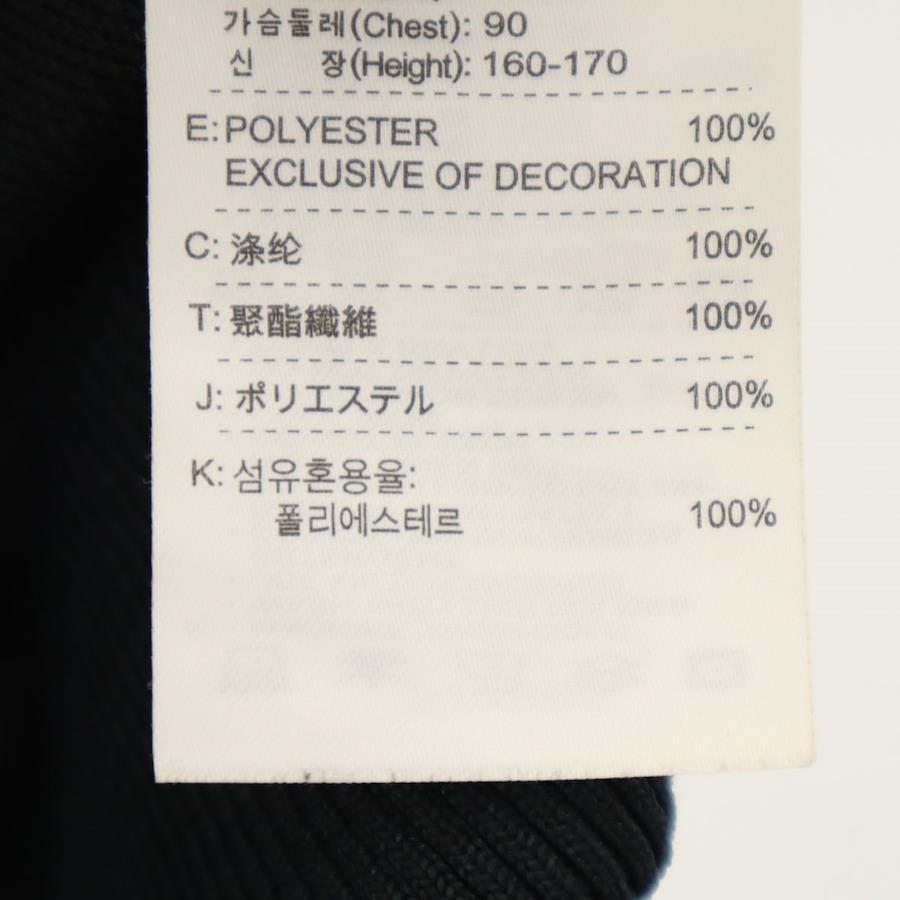 가슴둘레(Chest): 90
신 장(Height): 160-170
E: POLYESTER 100%
EXCLUSIVE OF DECORATION
C: 涤纶 100%
T: 聚酯纖維 100%
J: ポリエステル 100%
K: 섬유혼용율:
폴리에스테르 100%